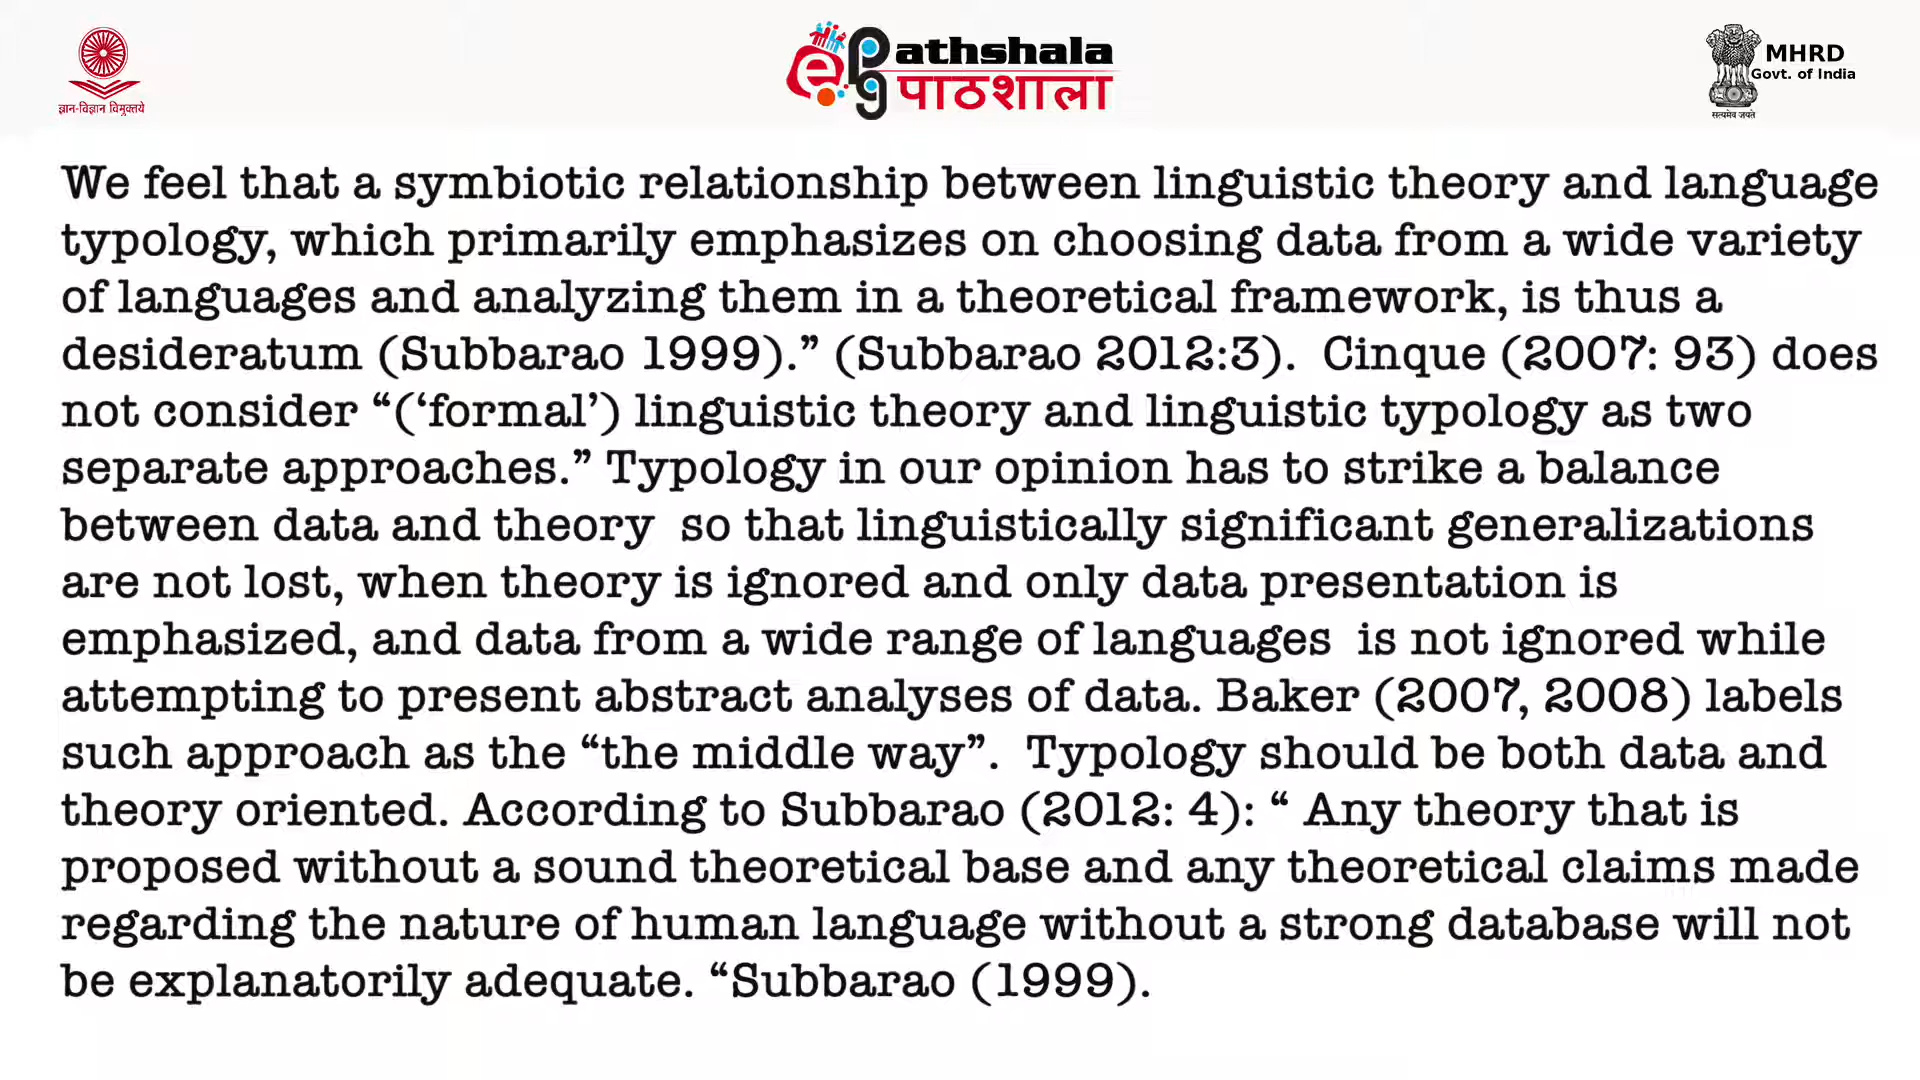 ज्ञान-विज्ञान विमुक्तये
ePG athshala
पाठशाला
MHRD
Govt. of India
सत्यमेव जयते
We feel that a symbiotic relationship between linguistic theory and language
typology, which primarily emphasizes on choosing data from a wide variety
of languages and analyzing them in a theoretical framework, is thus a
desideratum (Subbarao 1999).” (Subbarao 2012:3).  Cinque (2007: 93) does
not consider “(‘formal’) linguistic theory and linguistic typology as two
separate approaches.” Typology in our opinion has to strike a balance
between data and theory  so that linguistically significant generalizations
are not lost, when theory is ignored and only data presentation is
emphasized, and data from a wide range of languages  is not ignored while
attempting to present abstract analyses of data. Baker (2007, 2008) labels
such approach as the “the middle way”.  Typology should be both data and
theory oriented. According to Subbarao (2012: 4): “ Any theory that is
proposed without a sound theoretical base and any theoretical claims made
regarding the nature of human language without a strong database will not
be explanatorily adequate. “Subbarao (1999).